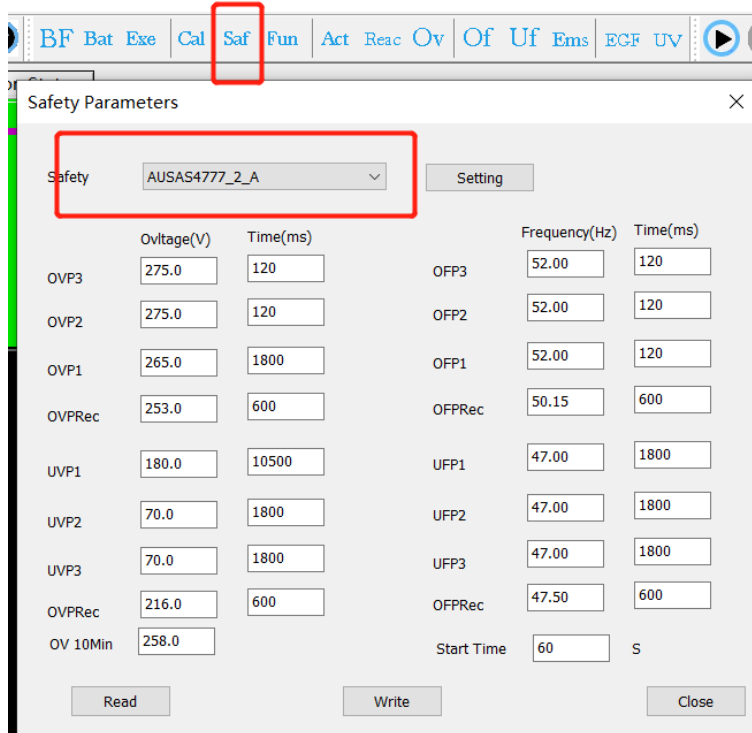 BF Bat Exe Cal Saf Fun Act Reac Ov Of Uf Ems EGF UV
Safety Parameters
Safety AUSAS4777_2_A Setting
Ovltage(V) Time(ms) Frequency(Hz) Time(ms)
OVP3 275.0 120 OFP3 52.00 120
OVP2 275.0 120 OFP2 52.00 120
OVP1 265.0 1800 OFP1 52.00 120
OVPRec 253.0 600 OFPRec 50.15 600
UVP1 180.0 10500 UFP1 47.00 1800
UVP2 70.0 1800 UFP2 47.00 1800
UVP3 70.0 1800 UFP3 47.00 1800
OVPRec 216.0 600 OFPRec 47.50 600
OV 10Min 258.0 Start Time 60 S
Read Write Close